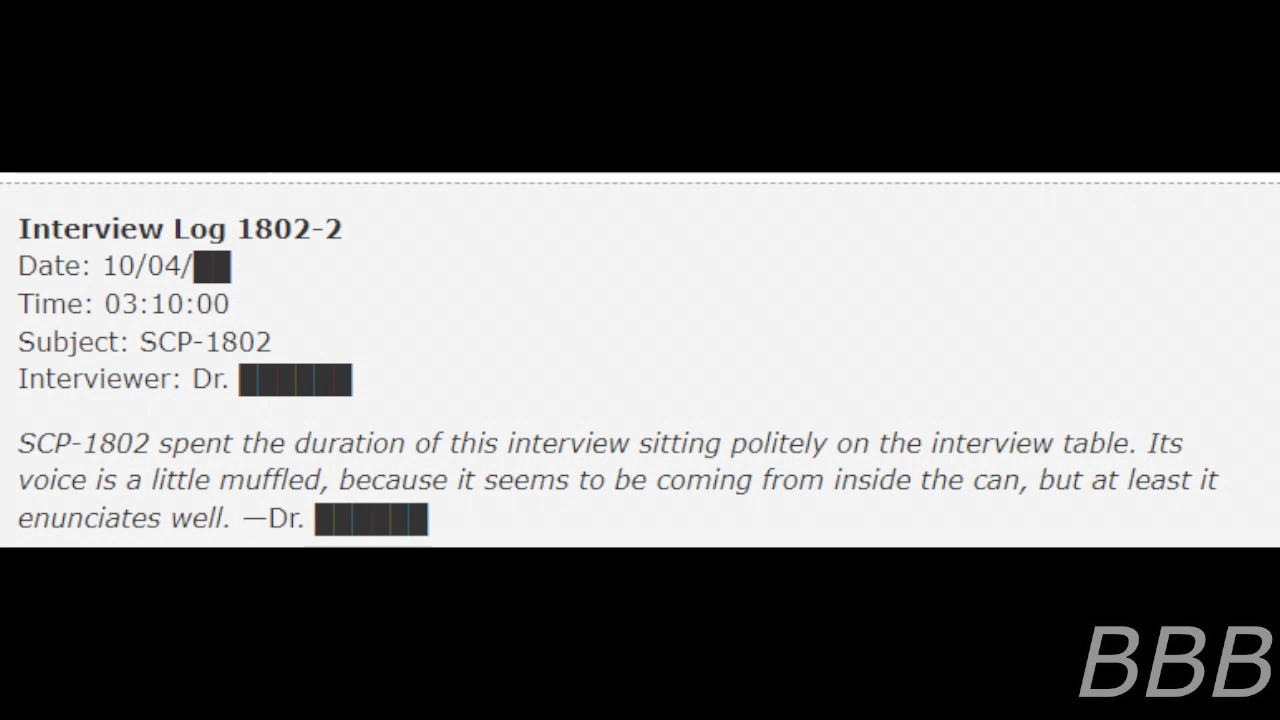 Interview Log 1802-2
Date: 10/04/██
Time: 03:10:00
Subject: SCP-1802
Interviewer: Dr. ██████
SCP-1802 spent the duration of this interview sitting politely on the interview table. Its
voice is a little muffled, because it seems to be coming from inside the can, but at least it
enunciates well. —Dr. ██████
BBB